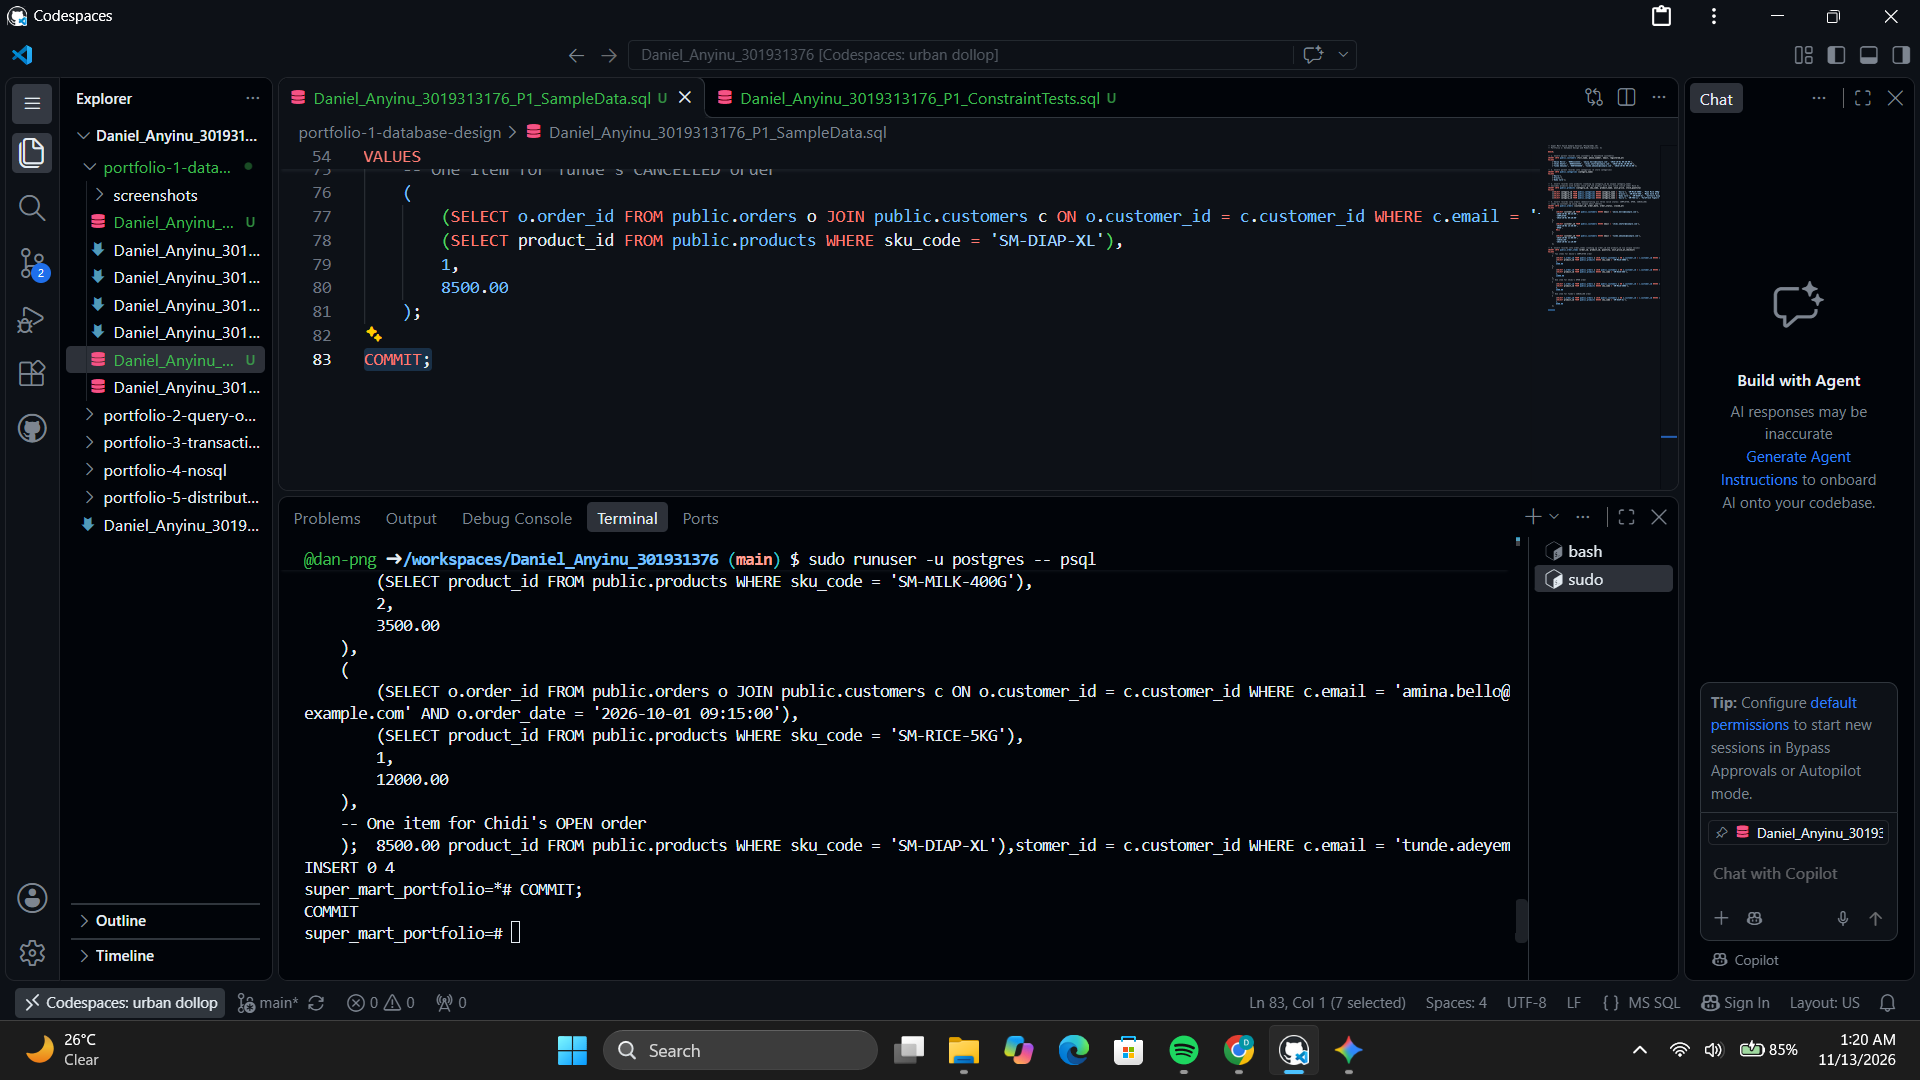 Codespaces
Daniel_Anyinu_301931376 [Codespaces: urban dollop]
Explorer
Daniel_Anyinu_301931...
portfolio-1-data...
screenshots
Daniel_Anyinu_... U
Daniel_Anyinu_301...
Daniel_Anyinu_301...
Daniel_Anyinu_301...
Daniel_Anyinu_301...
Daniel_Anyinu_... U
Daniel_Anyinu_301...
portfolio-2-query-o...
portfolio-3-transacti...
portfolio-4-nosql
portfolio-5-distribut...
Daniel_Anyinu_3019...
2
Outline
Timeline
Daniel_Anyinu_3019313176_P1_SampleData.sql U
Daniel_Anyinu_3019313176_P1_ConstraintTests.sql U
portfolio-1-database-design > Daniel_Anyinu_3019313176_P1_SampleData.sql
54 VALUES
75 -- One item for Tunde's CANCELLED order
76 (
77 (SELECT o.order_id FROM public.orders o JOIN public.customers c ON o.customer_id = c.customer_id WHERE c.email = '
78 (SELECT product_id FROM public.products WHERE sku_code = 'SM-DIAP-XL'),
79 1,
80 8500.00
81 );
82
83 COMMIT;
Problems Output Debug Console Terminal Ports
@dan-png ➜/workspaces/Daniel_Anyinu_301931376 (main) $ sudo runuser -u postgres -- psql
(SELECT product_id FROM public.products WHERE sku_code = 'SM-MILK-400G'),
2,
3500.00
),
(
(SELECT o.order_id FROM public.orders o JOIN public.customers c ON o.customer_id = c.customer_id WHERE c.email = 'amina.bello@
example.com' AND o.order_date = '2026-10-01 09:15:00'),
(SELECT product_id FROM public.products WHERE sku_code = 'SM-RICE-5KG'),
1,
12000.00
),
-- One item for Chidi's OPEN order
); 8500.00 product_id FROM public.products WHERE sku_code = 'SM-DIAP-XL'),stomer_id = c.customer_id WHERE c.email = 'tunde.adeyem
INSERT 0 4
super_mart_portfolio=*# COMMIT;
COMMIT
super_mart_portfolio=#
bash
sudo
Chat
Build with Agent
AI responses may be
inaccurate
Generate Agent
Instructions to onboard
AI onto your codebase.
Tip: Configure default
permissions to start new
sessions in Bypass
Approvals or Autopilot
mode.
Daniel_Anyinu_30193
Chat with Copilot
Copilot
Codespaces: urban dollop main* 0 0 0
Ln 83, Col 1 (7 selected) Spaces: 4 UTF-8 LF { } MS SQL Sign In Layout: US
26°C
Clear
Search
85%
1:20 AM
11/13/2026